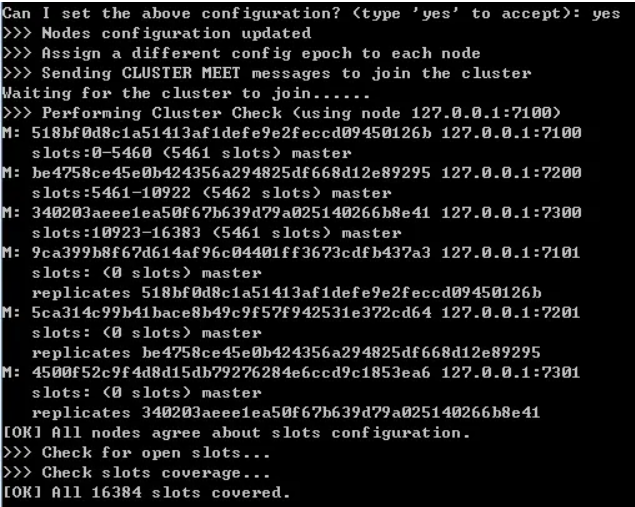 Can I set the above configuration? (type 'yes' to accept): yes
>>> Nodes configuration updated
>>> Assign a different config epoch to each node
>>> Sending CLUSTER MEET messages to join the cluster
Waiting for the cluster to join......
>>> Performing Cluster Check (using node 127.0.0.1:7100)
M: 518bf0d8c1a51413af1defe9e2feccd09450126b 127.0.0.1:7100
   slots:0-5460 (5461 slots) master
M: be4758ce45e0b424356a294825df668d12e89295 127.0.0.1:7200
   slots:5461-10922 (5462 slots) master
M: 340203aeee1ea50f67b639d79a025140266b8e41 127.0.0.1:7300
   slots:10923-16383 (5461 slots) master
M: 9ca399b8f67d614af96c04401ff3673cdfb437a3 127.0.0.1:7101
   slots: (0 slots) master
   replicates 518bf0d8c1a51413af1defe9e2feccd09450126b
M: 5ca314c99b41bace8b49c9f57f942531e372cd64 127.0.0.1:7201
   slots: (0 slots) master
   replicates be4758ce45e0b424356a294825df668d12e89295
M: 4500f52c9f4d8d15db79276284e6ccd9c1853ea6 127.0.0.1:7301
   slots: (0 slots) master
   replicates 340203aeee1ea50f67b639d79a025140266b8e41
[OK] All nodes agree about slots configuration.
>>> Check for open slots...
>>> Check slots coverage...
[OK] All 16384 slots covered.